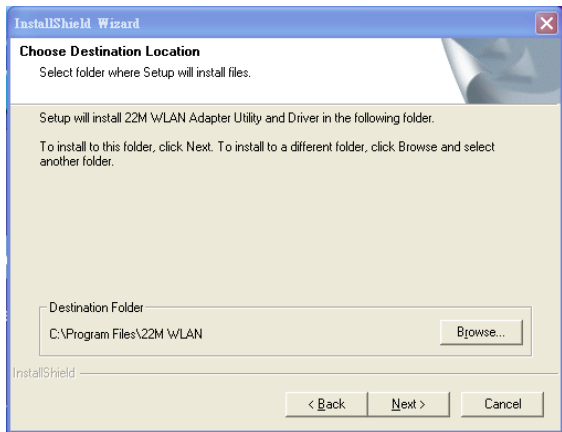 InstallShield Wizard
Choose Destination Location
Select folder where Setup will install files.
Setup will install 22M WLAN Adapter Utility and Driver in the following folder.
To install to this folder, click Next. To install to a different folder, click Browse and select
another folder.
Destination Folder
C:\Program Files\22M WLAN
Browse...
InstallShield
< Back
Next >
Cancel